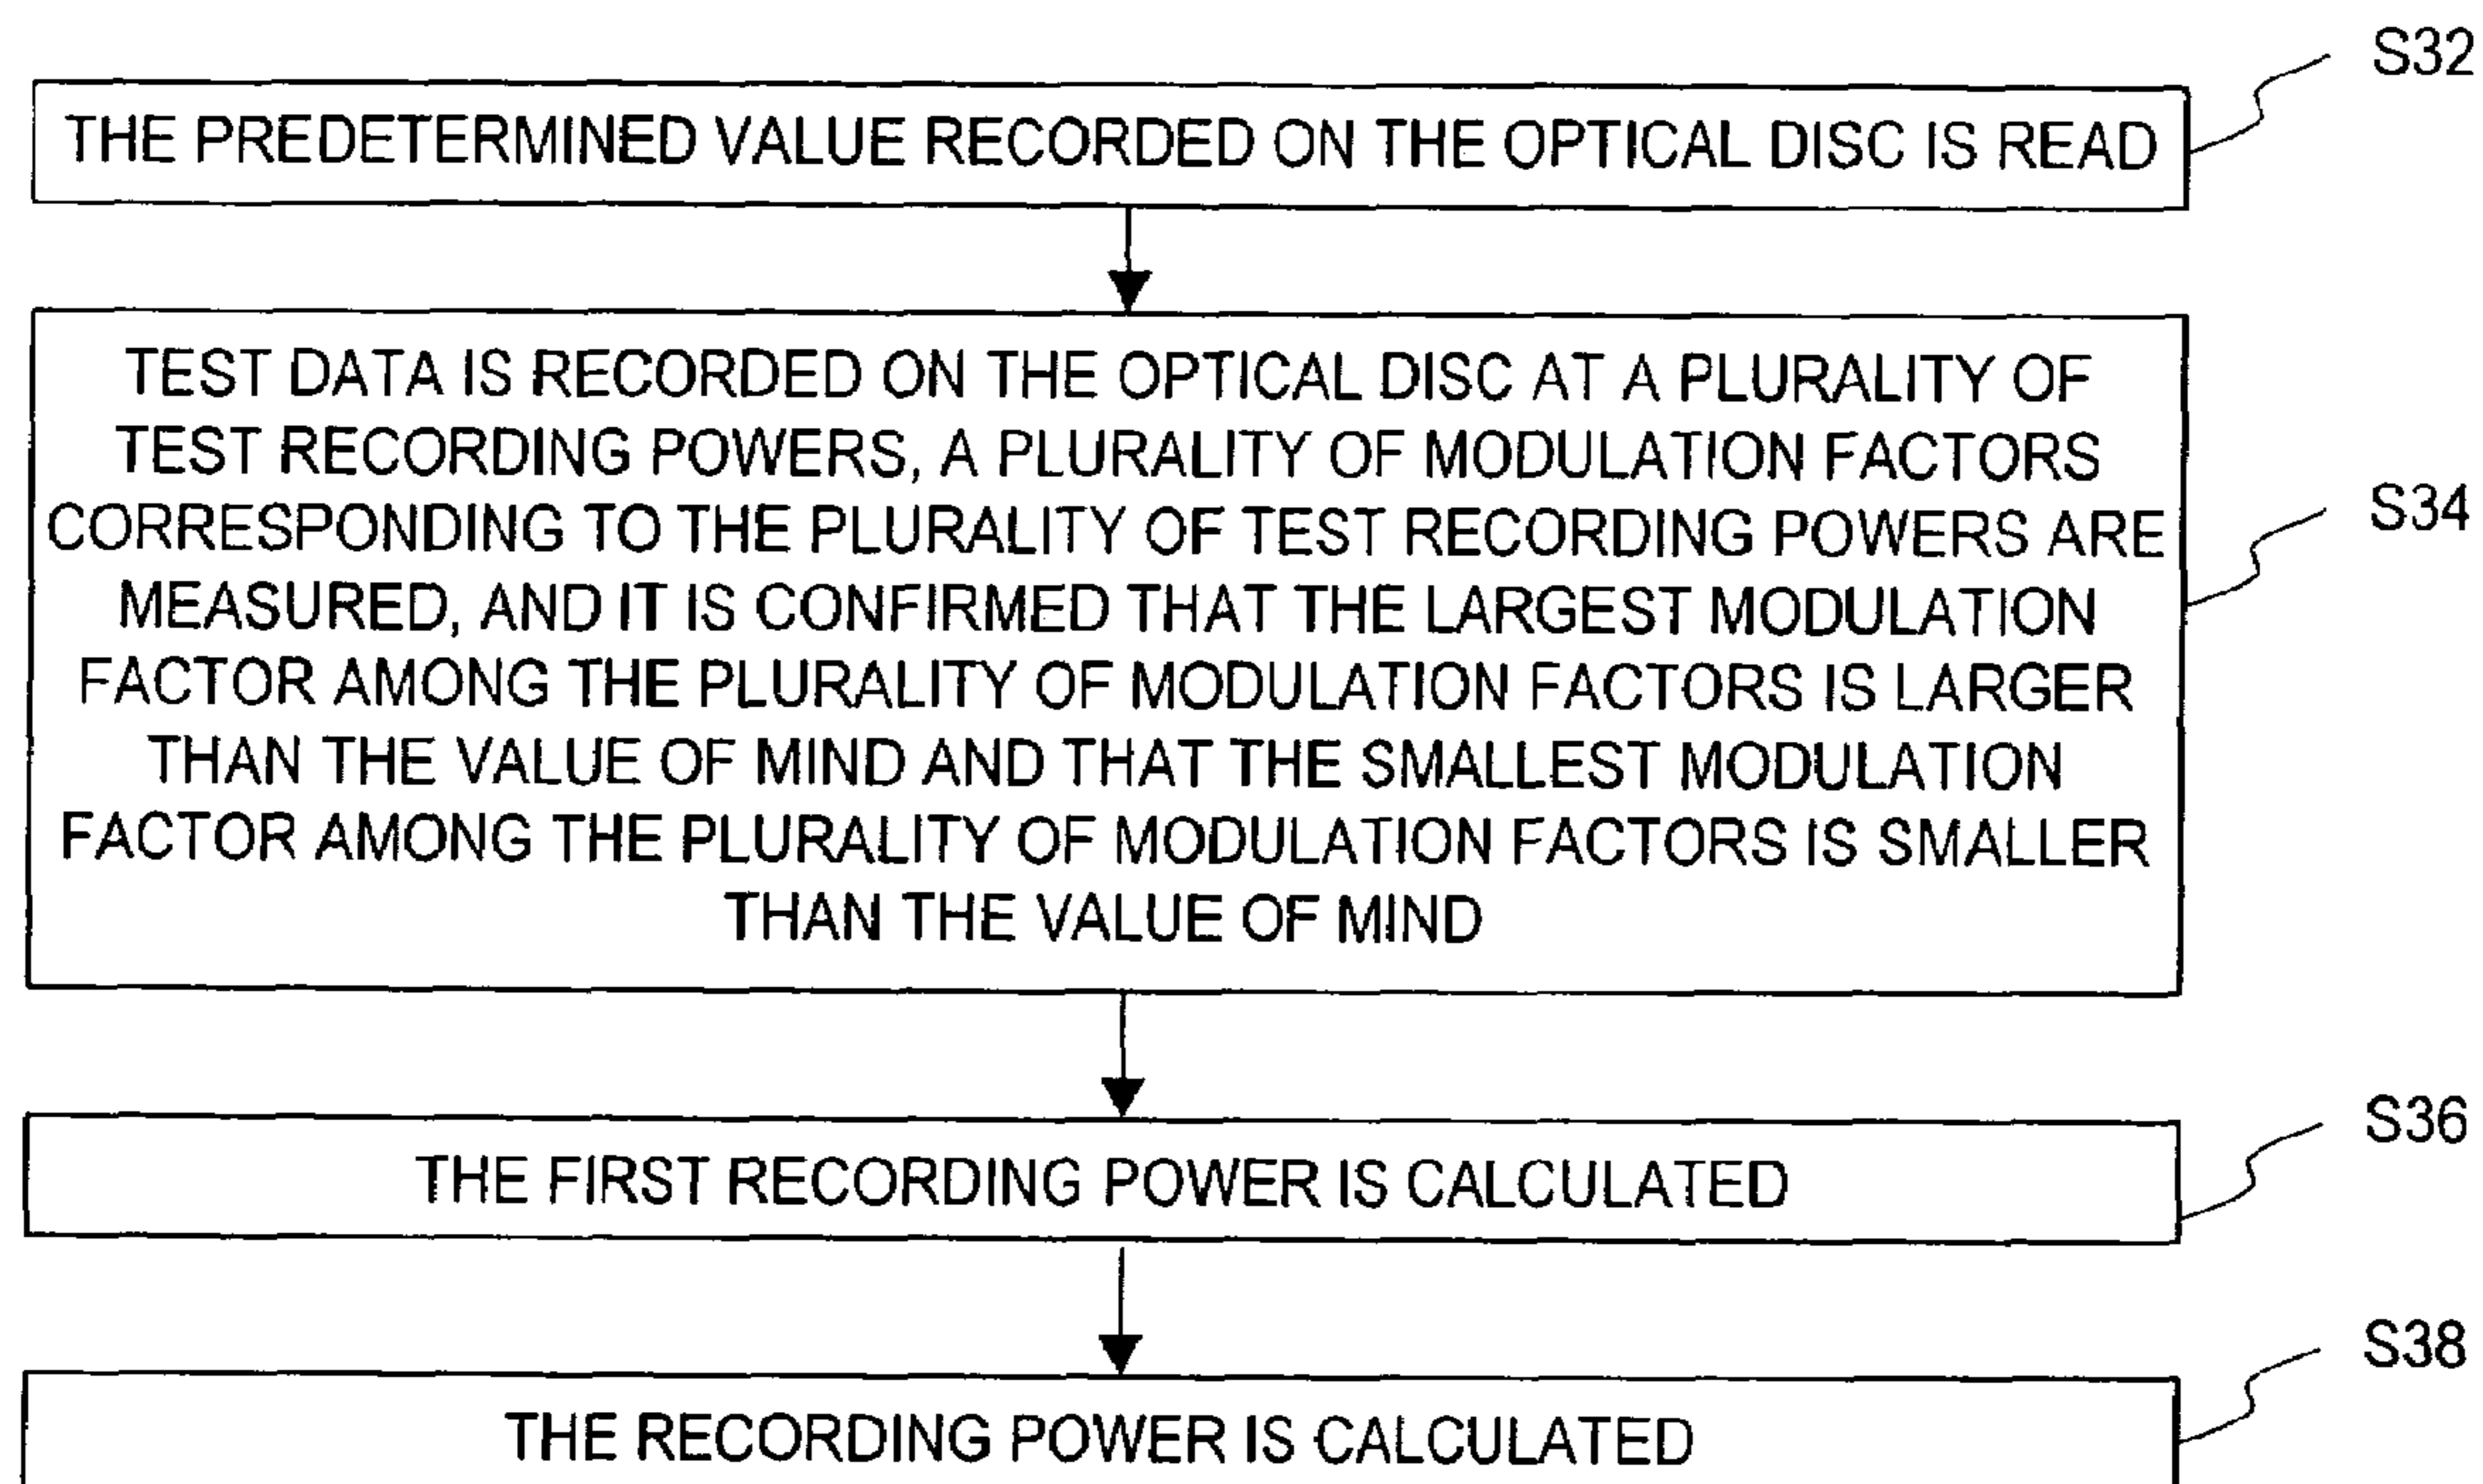 S32
THE PREDETERMINED VALUE RECORDED ON THE OPTICAL DISC IS READ
TEST DATA IS RECORDED ON THE OPTICAL DISC AT A PLURALITY OF
TEST RECORDING POWERS, A PLURALITY OF MODULATION FACTORS
S34
CORRESPONDING TO THE PLURALITY OF TEST RECORDING POWERS ARE
MEASURED, AND IT IS CONFIRMED THAT THE LARGEST MODULATION
FACTOR AMONG THE PLURALITY OF MODULATION FACTORS IS LARGER
THAN THE VALUE OF MIND AND THAT THE SMALLEST MODULATION
FACTOR AMONG THE PLURALITY OF MODULATION FACTORS IS SMALLER
THAN THE VALUE OF MIND
S36
THE FIRST RECORDING POWER IS CALCULATED
S38
THE RECORDING POWER IS CALCULATED